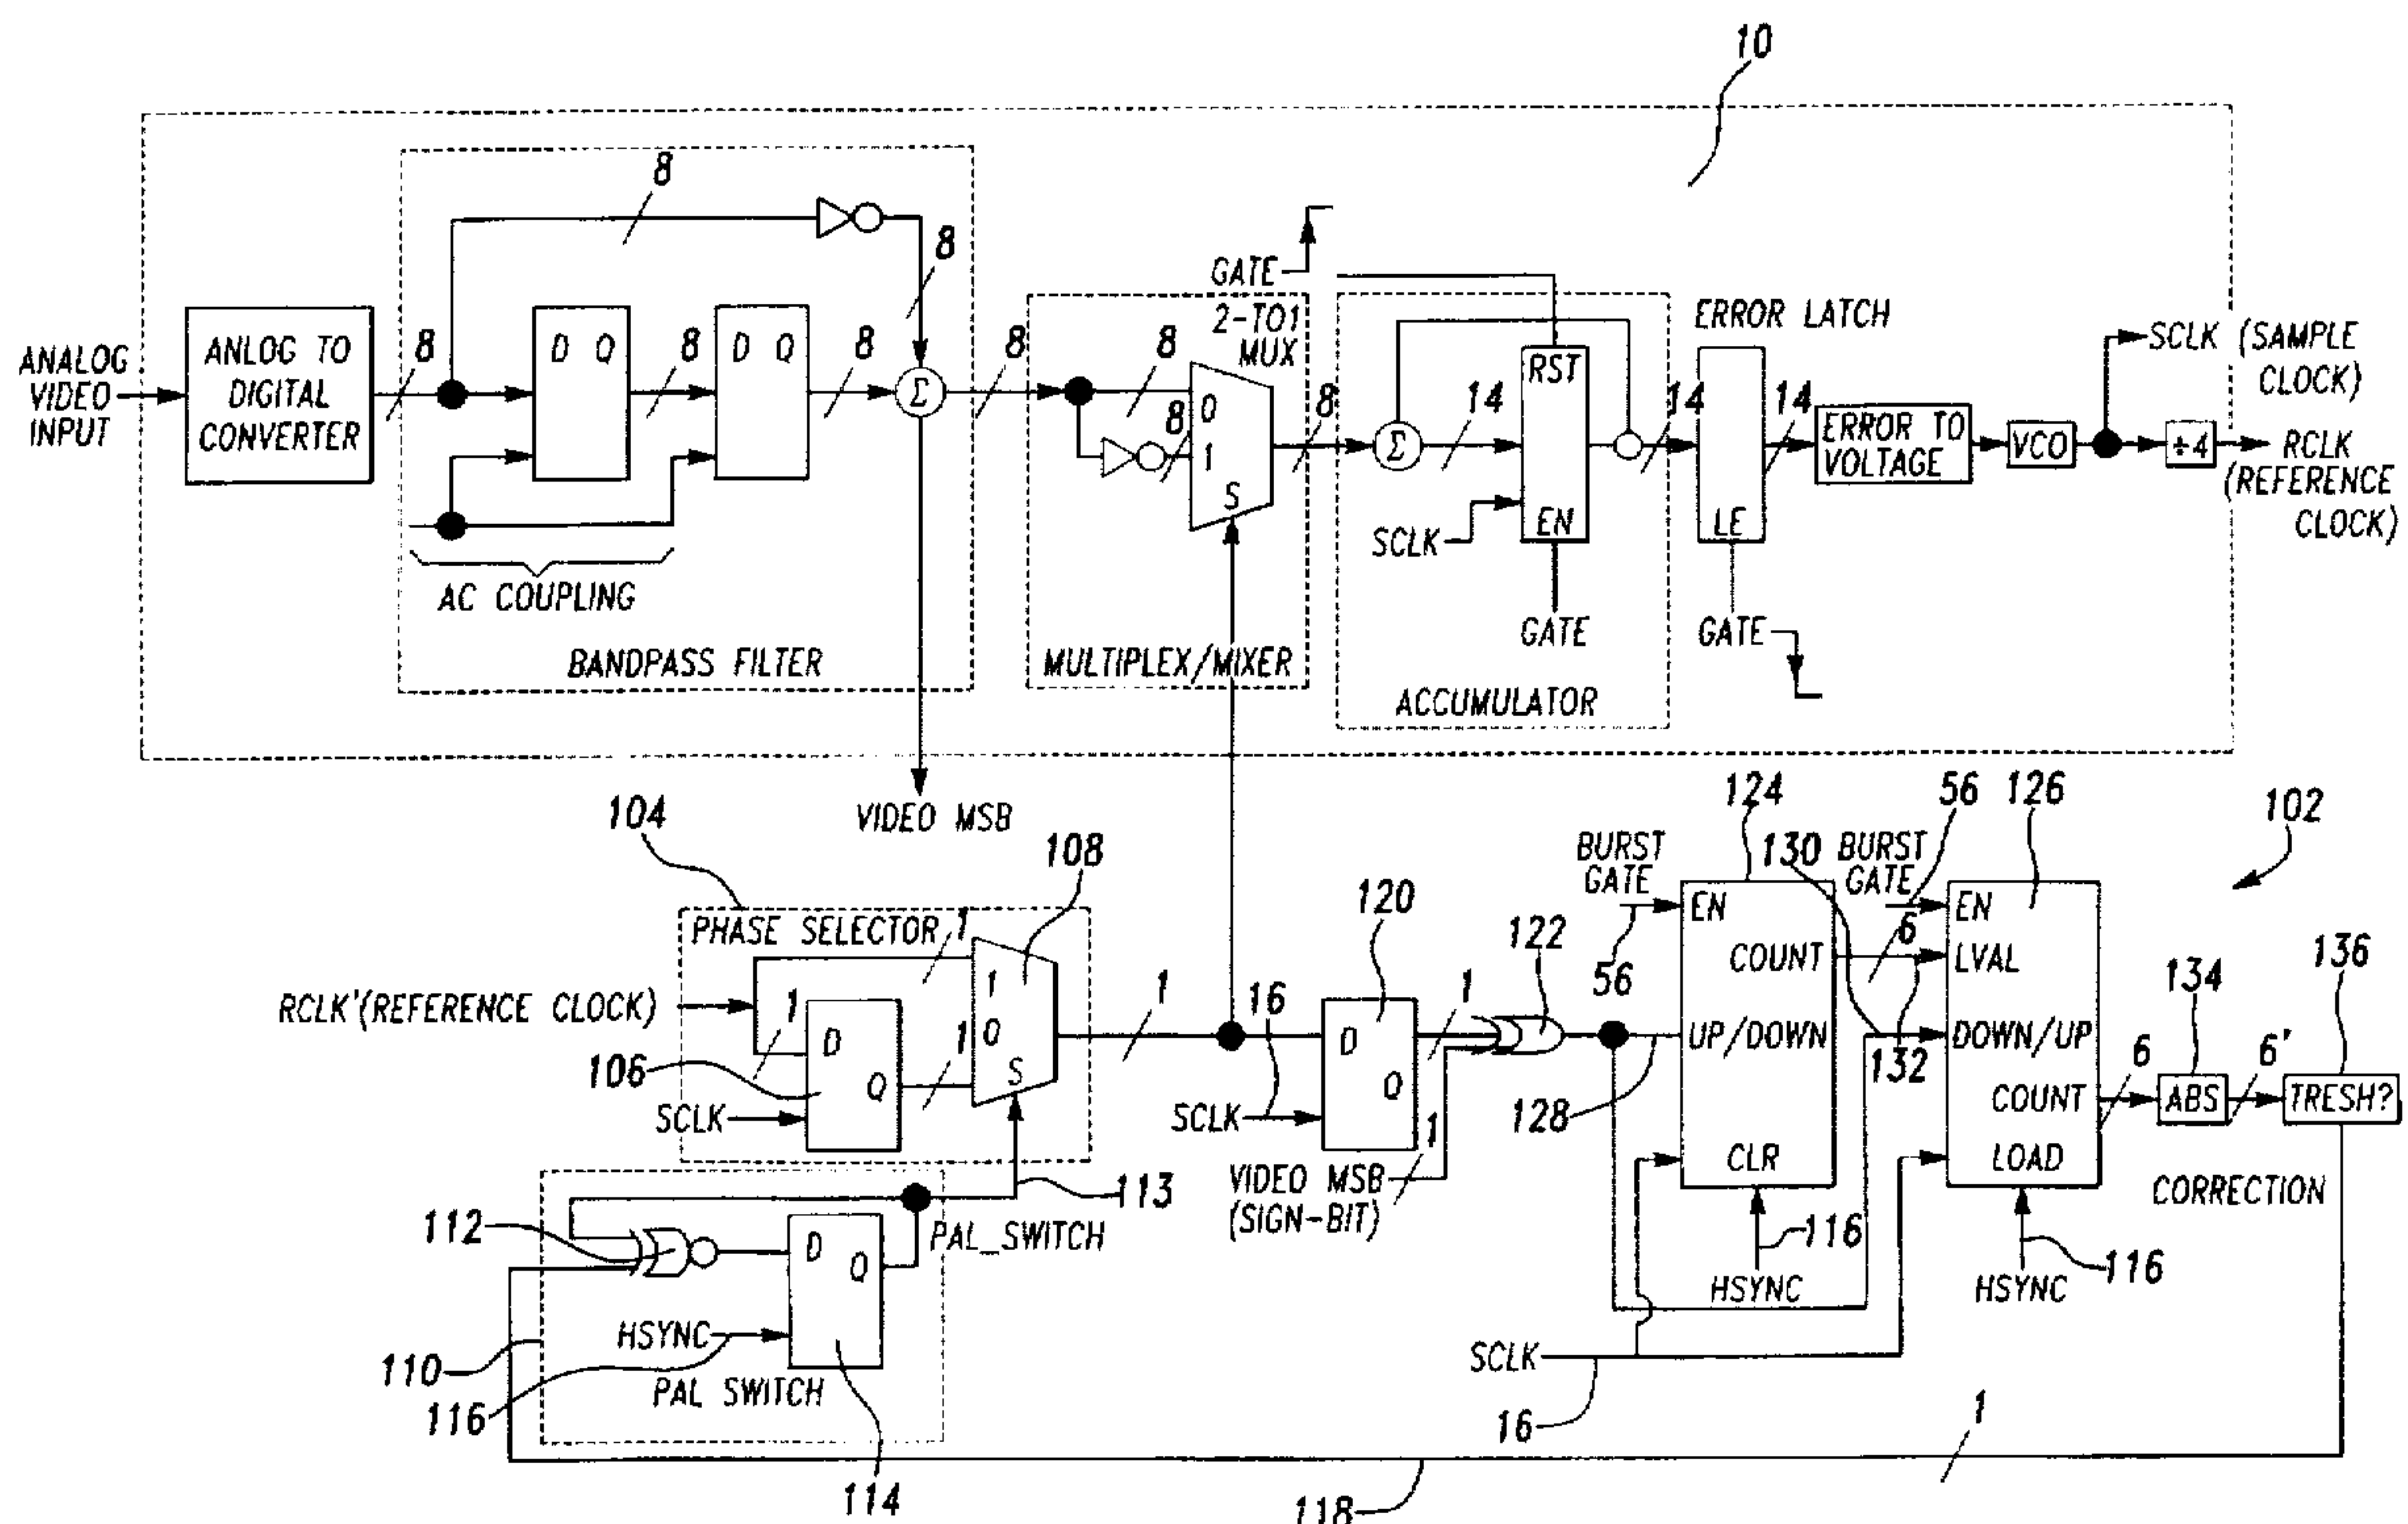 10
8
8
GATE
2-TO1
MUX
ERROR LATCH
ANALOG
VIDEO
INPUT
ANLOG TO
DIGITAL
CONVERTER
8
D Q
8
D Q
8
Σ
8
8
0
8
1
S
8
Σ
14
RST
EN
SCLK
14
LE
14
ERROR TO
VOLTAGE
VCO
÷4
SCLK (SAMPLE
CLOCK)
RCLK
(REFERENCE
CLOCK)
AC COUPLING
BANDPASS FILTER
MULTIPLEX/MIXER
GATE
GATE
ACCUMULATOR
VIDEO MSB
104
108
124
56
126
102
BURST
GATE
130
BURST
GATE
PHASE SELECTOR
1
120
122
EN
EN
6
56
COUNT
LVAL
134
136
RCLK'(REFERENCE CLOCK)
1
D
Q
1
1
0
S
1
16
D
Q
1
UP/DOWN
132
DOWN/UP
6
6'
106
SCLK
SCLK
128
COUNT
ABS
TRESH?
1
CLR
LOAD
VIDEO MSB
(SIGN-BIT)
113
CORRECTION
112
D
Q
PAL_SWITCH
116
HSYNC
116
HSYNC
HSYNC
110
PAL SWITCH
116
SCLK
16
1
114
118